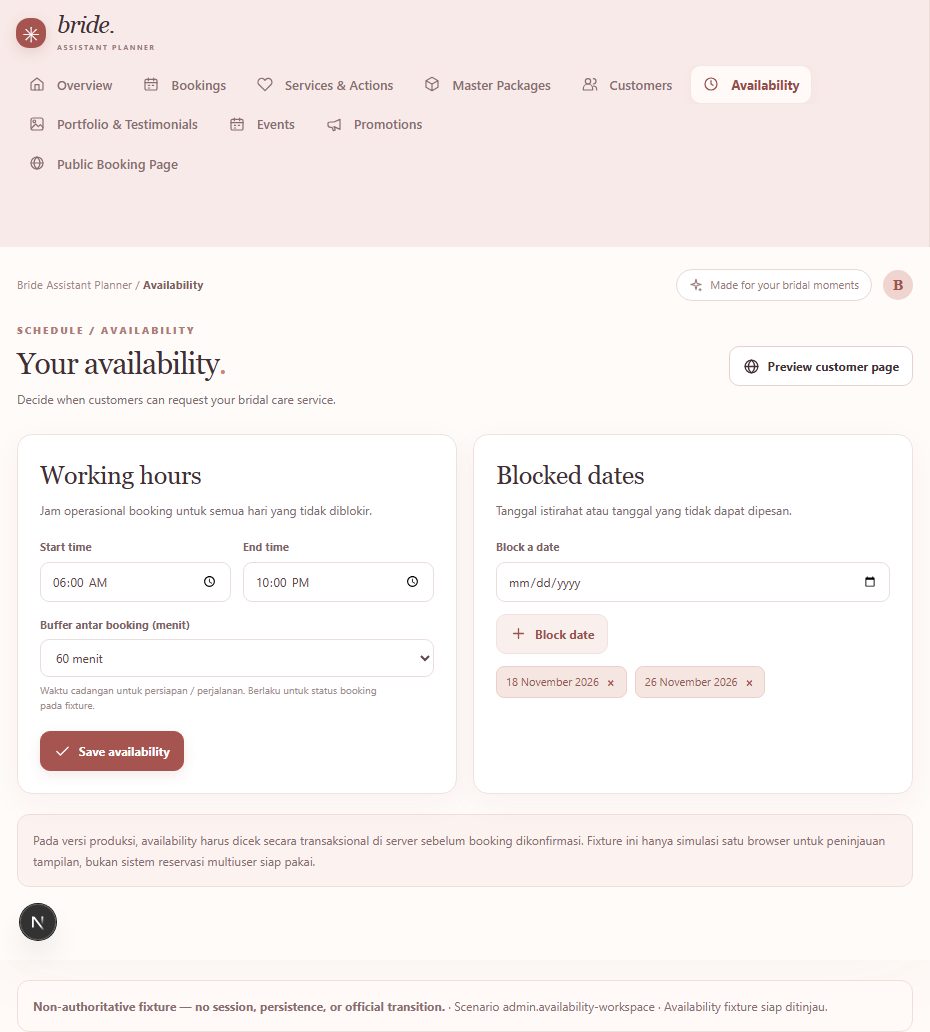 bride.
ASSISTANT PLANNER
Overview
Bookings
Services & Actions
Master Packages
Customers
Availability
Portfolio & Testimonials
Events
Promotions
Public Booking Page
Bride Assistant Planner / Availability
Made for your bridal moments
B
SCHEDULE / AVAILABILITY
Your availability.
Preview customer page
Decide when customers can request your bridal care service.
Working hours
Jam operasional booking untuk semua hari yang tidak diblokir.
Start time
End time
06:00 AM
10:00 PM
Buffer antar booking (menit)
60 menit
Waktu cadangan untuk persiapan / perjalanan. Berlaku untuk status booking
pada fixture.
Save availability
Blocked dates
Tanggal istirahat atau tanggal yang tidak dapat dipesan.
Block a date
mm/dd/yyyy
Block date
18 November 2026 ×
26 November 2026 ×
Pada versi produksi, availability harus dicek secara transaksional di server sebelum booking dikonfirmasi. Fixture ini hanya simulasi satu browser untuk peninjauan
tampilan, bukan sistem reservasi multiuser siap pakai.
N
Non-authoritative fixture — no session, persistence, or official transition. · Scenario admin.availability-workspace · Availability fixture siap ditinjau.